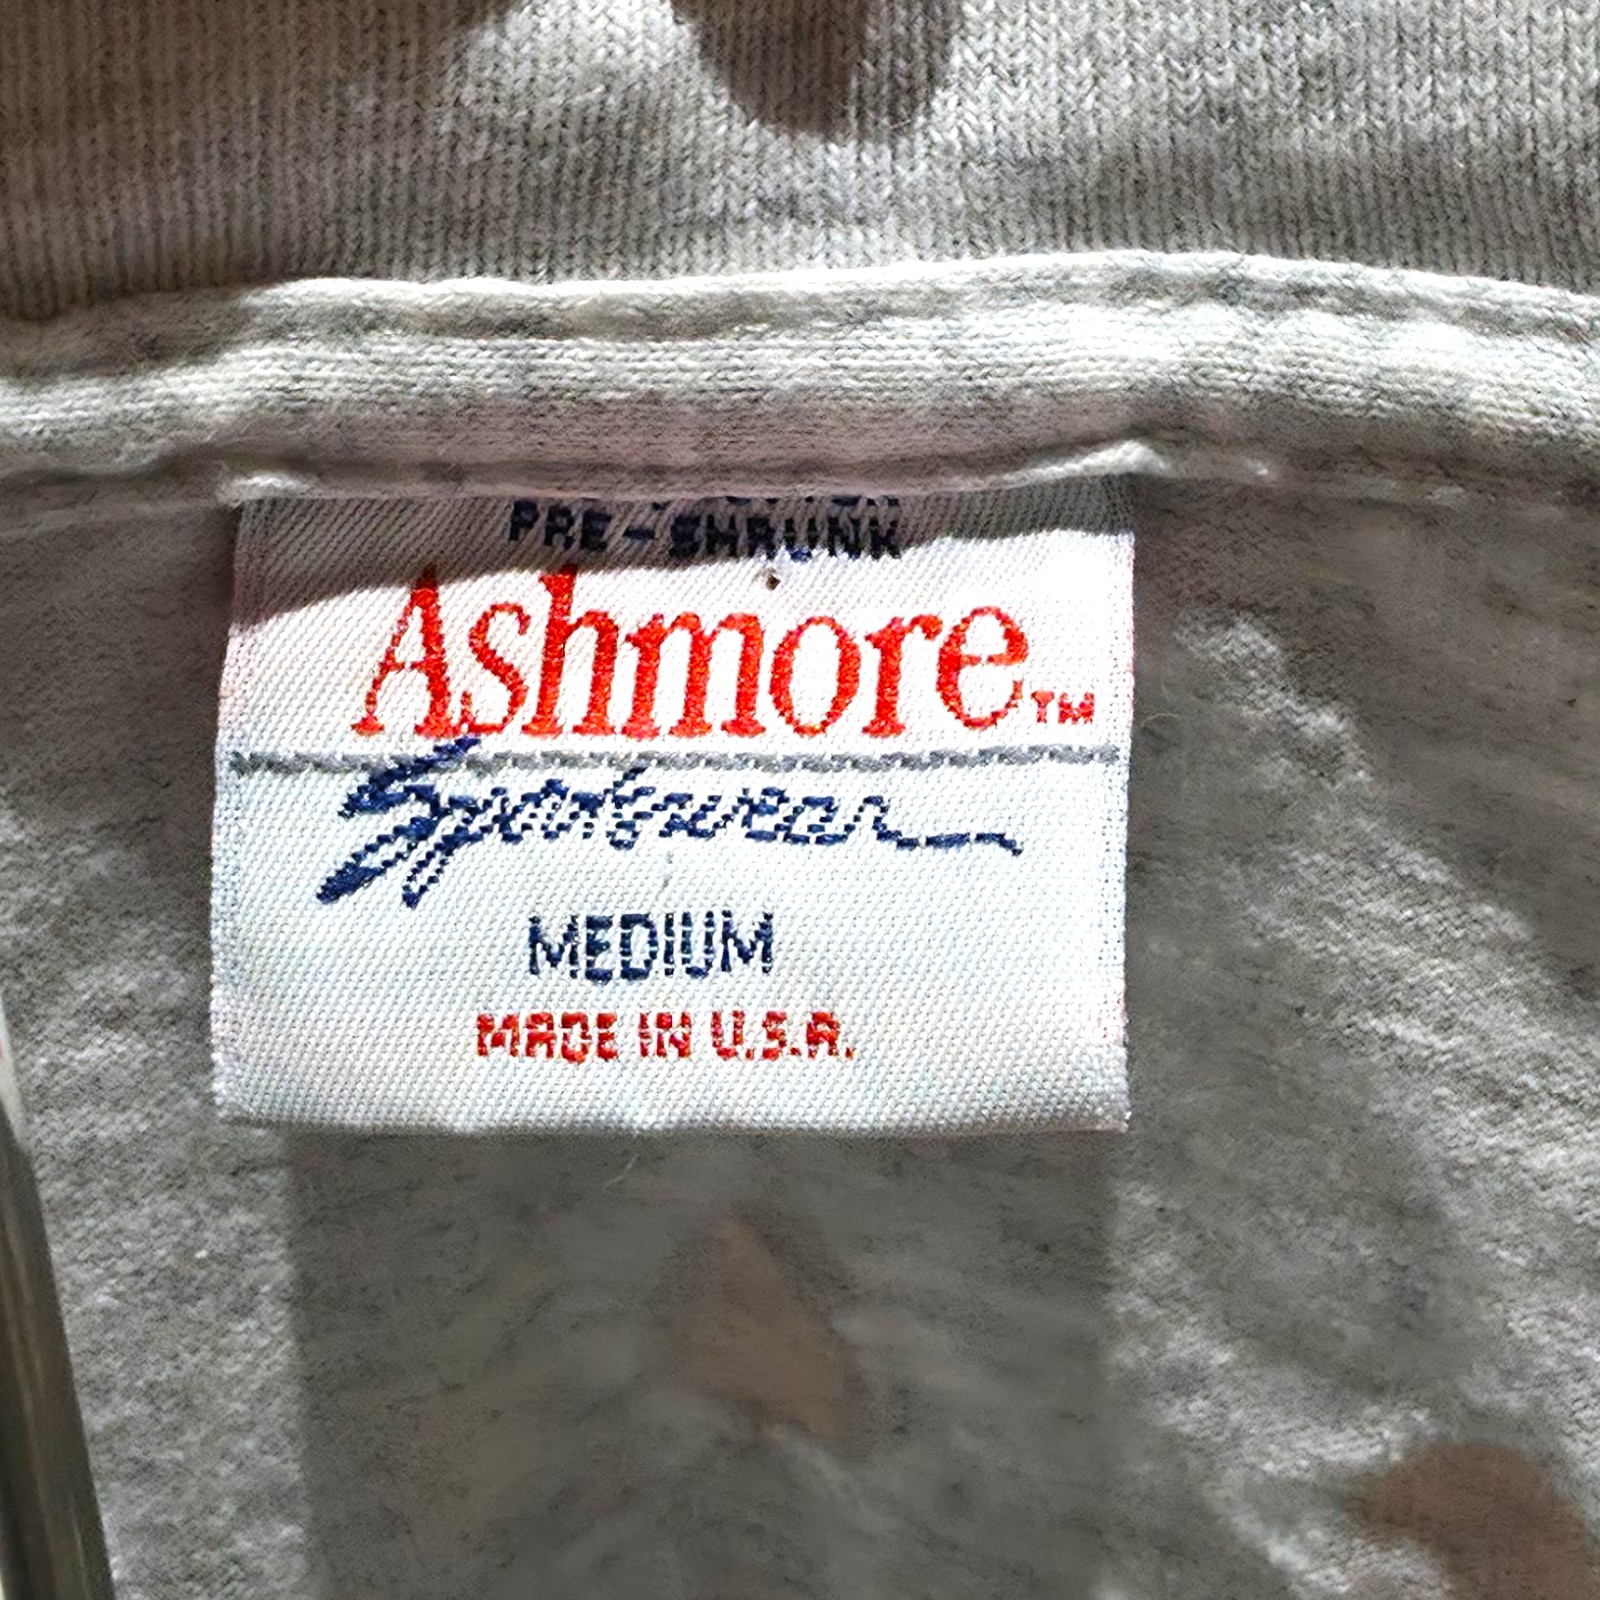 PRE-SHRUNK
Ashmore™
Sportswear
MEDIUM
MADE IN U.S.A.